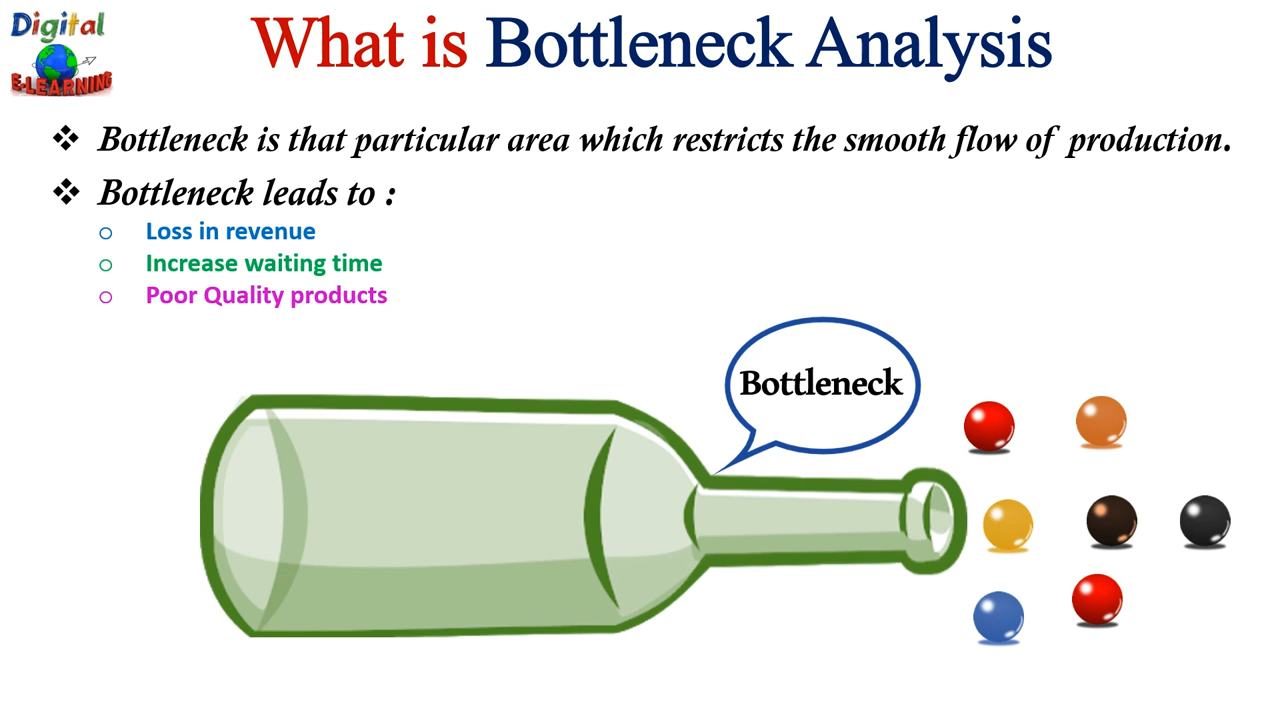 Digital
E-LEARNING
What is Bottleneck Analysis
❖ Bottleneck is that particular area which restricts the smooth flow of production.
❖ Bottleneck leads to :
o Loss in revenue
o Increase waiting time
o Poor Quality products
Bottleneck